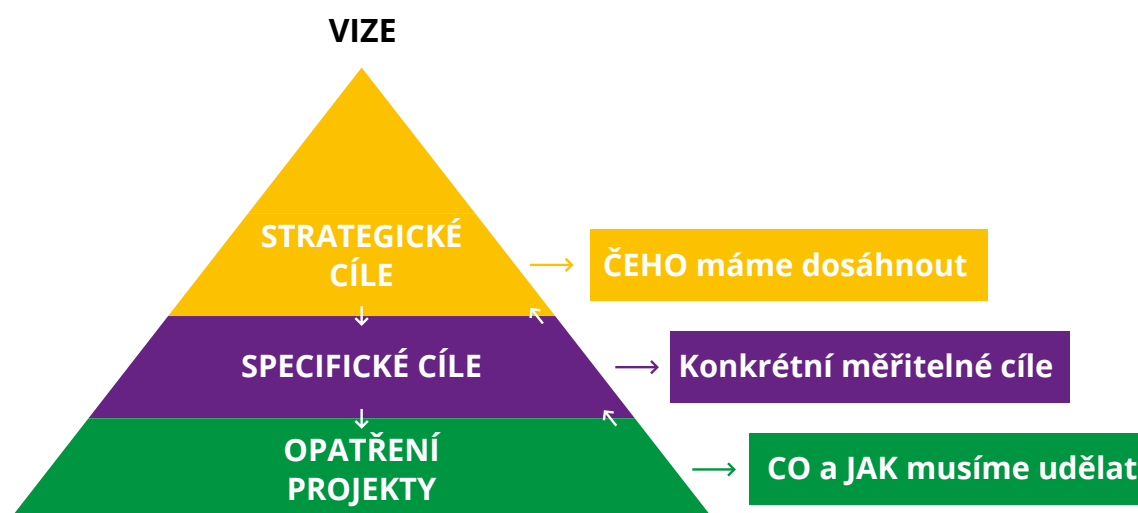 VIZE
STRATEGICKÉ
CÍLE
ČEHO máme dosáhnout
SPECIFICKÉ CÍLE
Konkrétní měřitelné cíle
OPATŘENÍ
PROJEKTY
CO a JAK musíme udělat